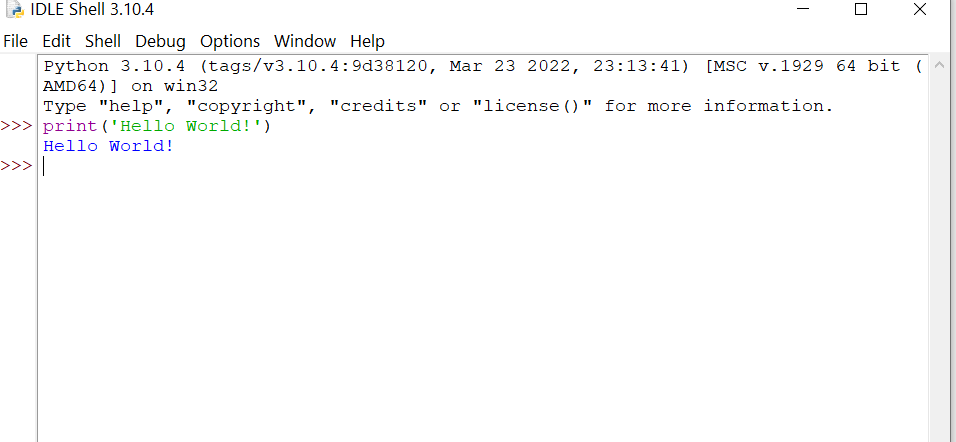 IDLE Shell 3.10.4
File Edit Shell Debug Options Window Help
Python 3.10.4 (tags/v3.10.4:9d38120, Mar 23 2022, 23:13:41) [MSC v.1929 64 bit (
AMD64)] on win32
Type "help", "copyright", "credits" or "license()" for more information.
>>> print('Hello World!')
Hello World!
>>>